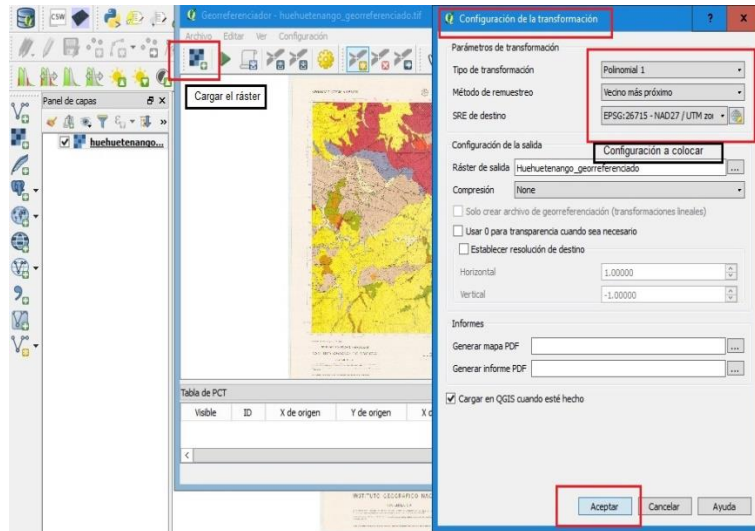 CSW
Georreferenciador - huehuetenango_georreferenciado.tif
Archivo Editar Ver Configuración
Cargar el ráster
Panel de capas
huehuetenango...
Tabla de PCT
Visible ID X de origen Y de origen
INSTITUTO GEOGRAFICO NAC
Configuración de la transformación
Parámetros de transformación
Tipo de transformación Polinomial 1
Método de remuestreo Vecino más próximo
SRE de destino EPSG:26715 - NAD27 / UTM zon
Configuración a colocar
Configuración de la salida
Ráster de salida Huehuetenango_georreferenciado ...
Compresión None
Solo crear archivo de georreferenciación (transformaciones lineales)
Usar 0 para transparencia cuando sea necesario
Establecer resolución de destino
Horizontal 1.00000
Vertical -1.00000
Informes
Generar mapa PDF ...
Generar informe PDF ...
Cargar en QGIS cuando esté hecho
Aceptar Cancelar Ayuda